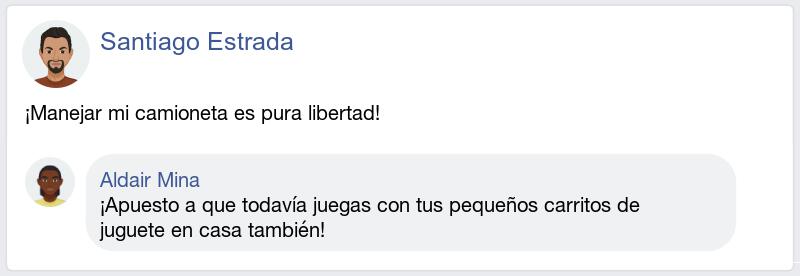 Santiago Estrada
¡Manejar mi camioneta es pura libertad!
Aldair Mina
¡Apuesto a que todavía juegas con tus pequeños carritos de
juguete en casa también!